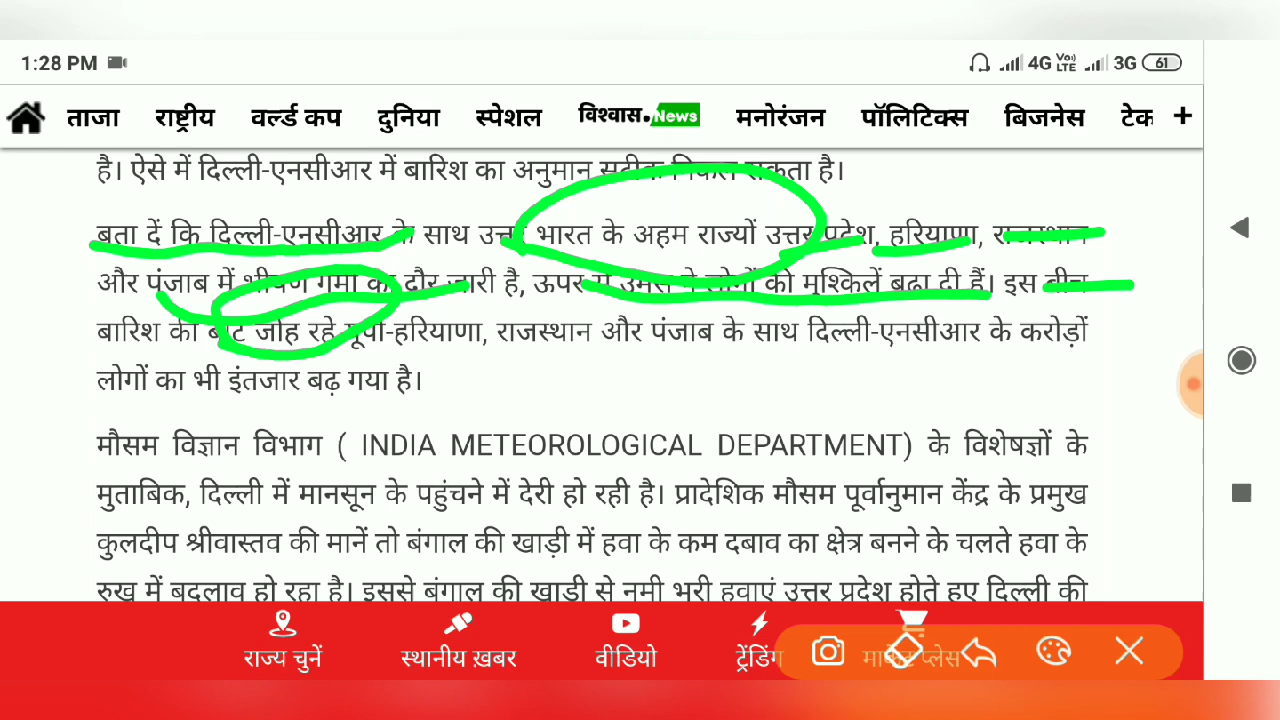 1:28 PM 4G Vo) LTE 3G 61
ताजा राष्ट्रीय वर्ल्ड कप दुनिया स्पेशल विश्वास.News मनोरंजन पॉलिटिक्स बिजनेस टेक +
है। ऐसे में दिल्ली-एनसीआर में बारिश का अनुमान सटीक निकल सकता है।
बता दें कि दिल्ली-एनसीआर के साथ उत्तर भारत के अहम राज्यों उत्तर प्रदेश, हरियाणा, राजस्थान
और पंजाब में भीषण गर्मी का दौर जारी है, ऊपर से उमस ने लोगों की मुश्किलें बढ़ा दी हैं। इस बीच
बारिश की बाट जोह रहे यूपी-हरियाणा, राजस्थान और पंजाब के साथ दिल्ली-एनसीआर के करोड़ों
लोगों का भी इंतजार बढ़ गया है।
मौसम विज्ञान विभाग ( INDIA METEOROLOGICAL DEPARTMENT) के विशेषज्ञों के
मुताबिक, दिल्ली में मानसून के पहुंचने में देरी हो रही है। प्रादेशिक मौसम पूर्वानुमान केंद्र के प्रमुख
कुलदीप श्रीवास्तव की मानें तो बंगाल की खाड़ी में हवा के कम दबाव का क्षेत्र बनने के चलते हवा के
रुख में बदलाव हो रहा है। इससे बंगाल की खाड़ी से नमी भरी हवाएं उत्तर प्रदेश होते हुए दिल्ली की
राज्य चुनें स्थानीय ख़बर वीडियो ट्रेंडिंग मार्केट प्लेस